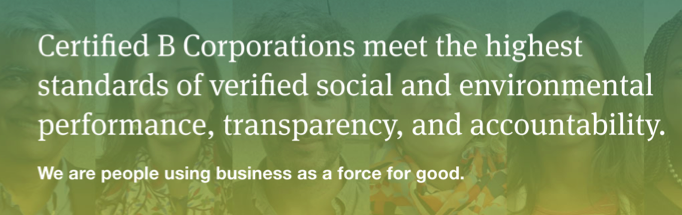 Certified B Corporations meet the highest
standards of verified social and environmental
performance, transparency, and accountability.
We are people using business as a force for good.